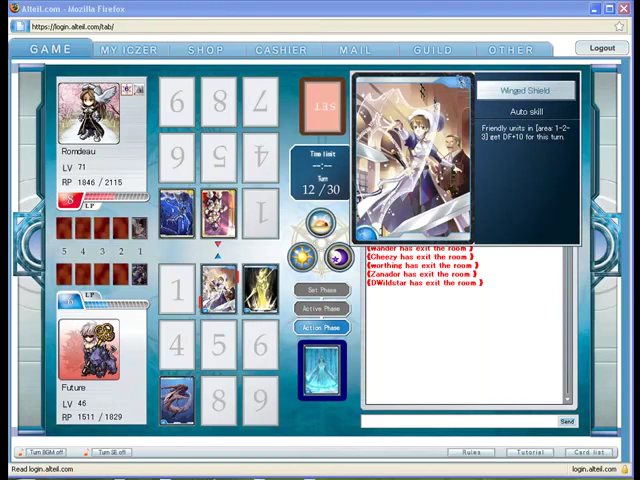 Alteil.com - Mozilla Firefox
https://login.alteil.com/tab/
GAME
MY ICZER
SHOP
CASHIER
MAIL
GUILD
OTHER
Logout
Romdeau
LV 71
RP 1846 / 2115
LP
5 4 3 2 1
LP
Future
LV 46
RP 1511 / 1829
9 8 7
6 5 4
1
1
4 5 6
8 9
SET
Time limit
--:--
Turn
12 / 30
Set Phase
Active Phase
Action Phase
Winged Shield
Auto skill
Friendly units in [area: 1-2-
3] get DF+10 for this turn.
《Wander has exit the room 》
《Cheezy has exit the room 》
《worthing has exit the room 》
《Zanador has exit the room 》
《DWildstar has exit the room 》
Send
Turn BGM off
Turn SE off
Rules
Tutorial
Card list
Read login.alteil.com
login.alteil.com